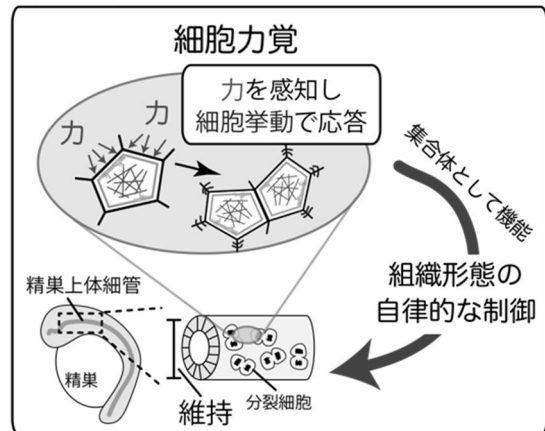 細胞力覚
力を感知し
細胞挙動で応答
力
力
集合体として機能
組織形態の
自律的な制御
精巣上体細管
精巣
維持
分裂細胞